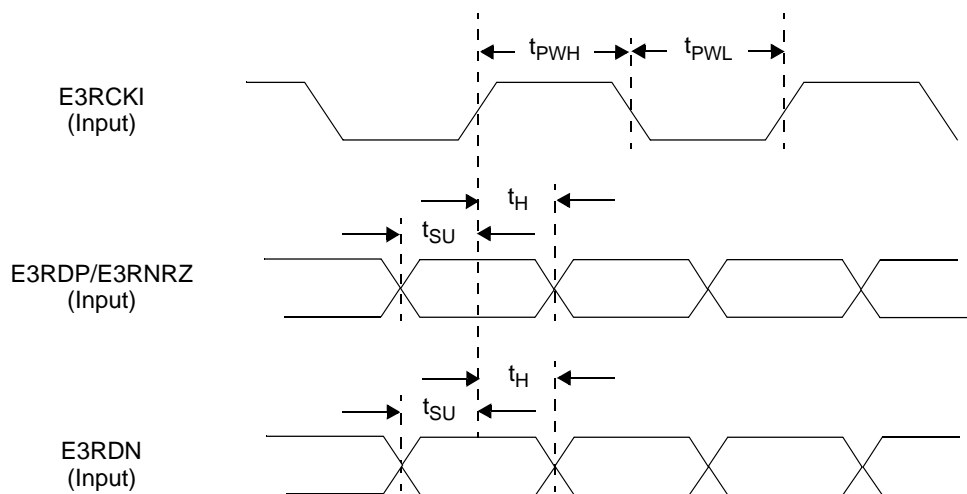 tPWH
tPWL
E3RCKI
(Input)
tH
tSU
E3RDP/E3RNRZ
(Input)
tH
tSU
E3RDN
(Input)